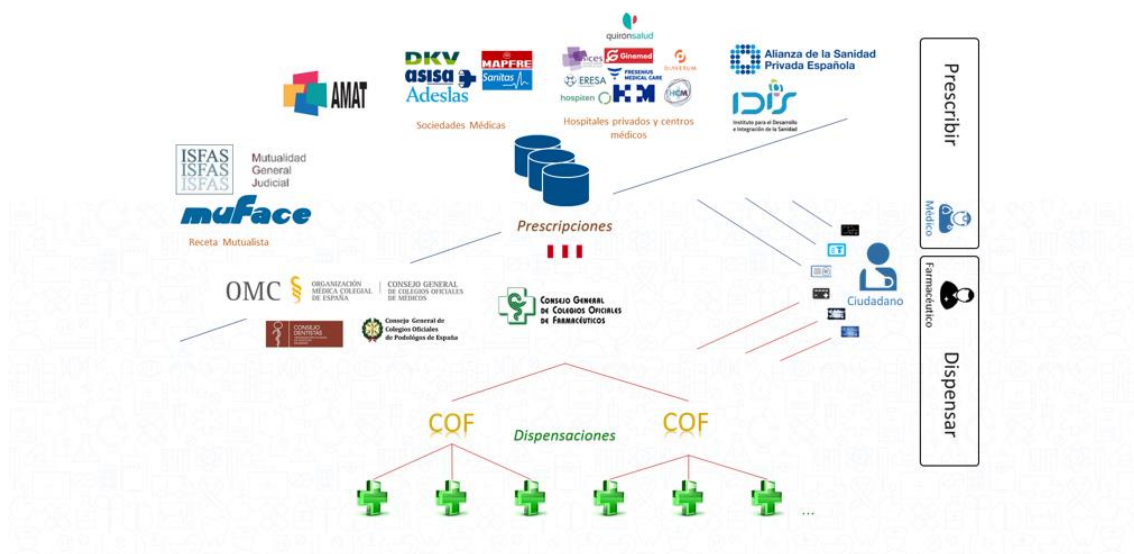 quirónsalud
DKV
MAPFRE
asisa
Sanitas
Adeslas
AMAT
Ginemed
DIAVERUM
ERESA
FRESENIUS
MEDICAL CARE
hospiten
HM
HCM
Alianza de la Sanidad
Privada Española
IDIS
Instituto para el Desarrollo
e Integración de la Sanidad
Sociedades Médicas
Hospitales privados y centros
médicos
Prescribir
Médico
ISFAS
ISFAS
ISFAS
Mutualidad
General
Judicial
muface
Receta Mutualista
Prescripciones
OMC
ORGANIZACIÓN
MÉDICA COLEGIAL
DE ESPAÑA
CONSEJO GENERAL
DE COLEGIOS OFICIALES
DE MÉDICOS
CONSEJO
DENTISTAS
Consejo General de
Colegios Oficiales
de Podólogos de España
CONSEJO GENERAL
DE COLEGIOS OFICIALES
DE FARMACÉUTICOS
Ciudadano
Farmacéutico
Dispensar
COF
COF
Dispensaciones
...